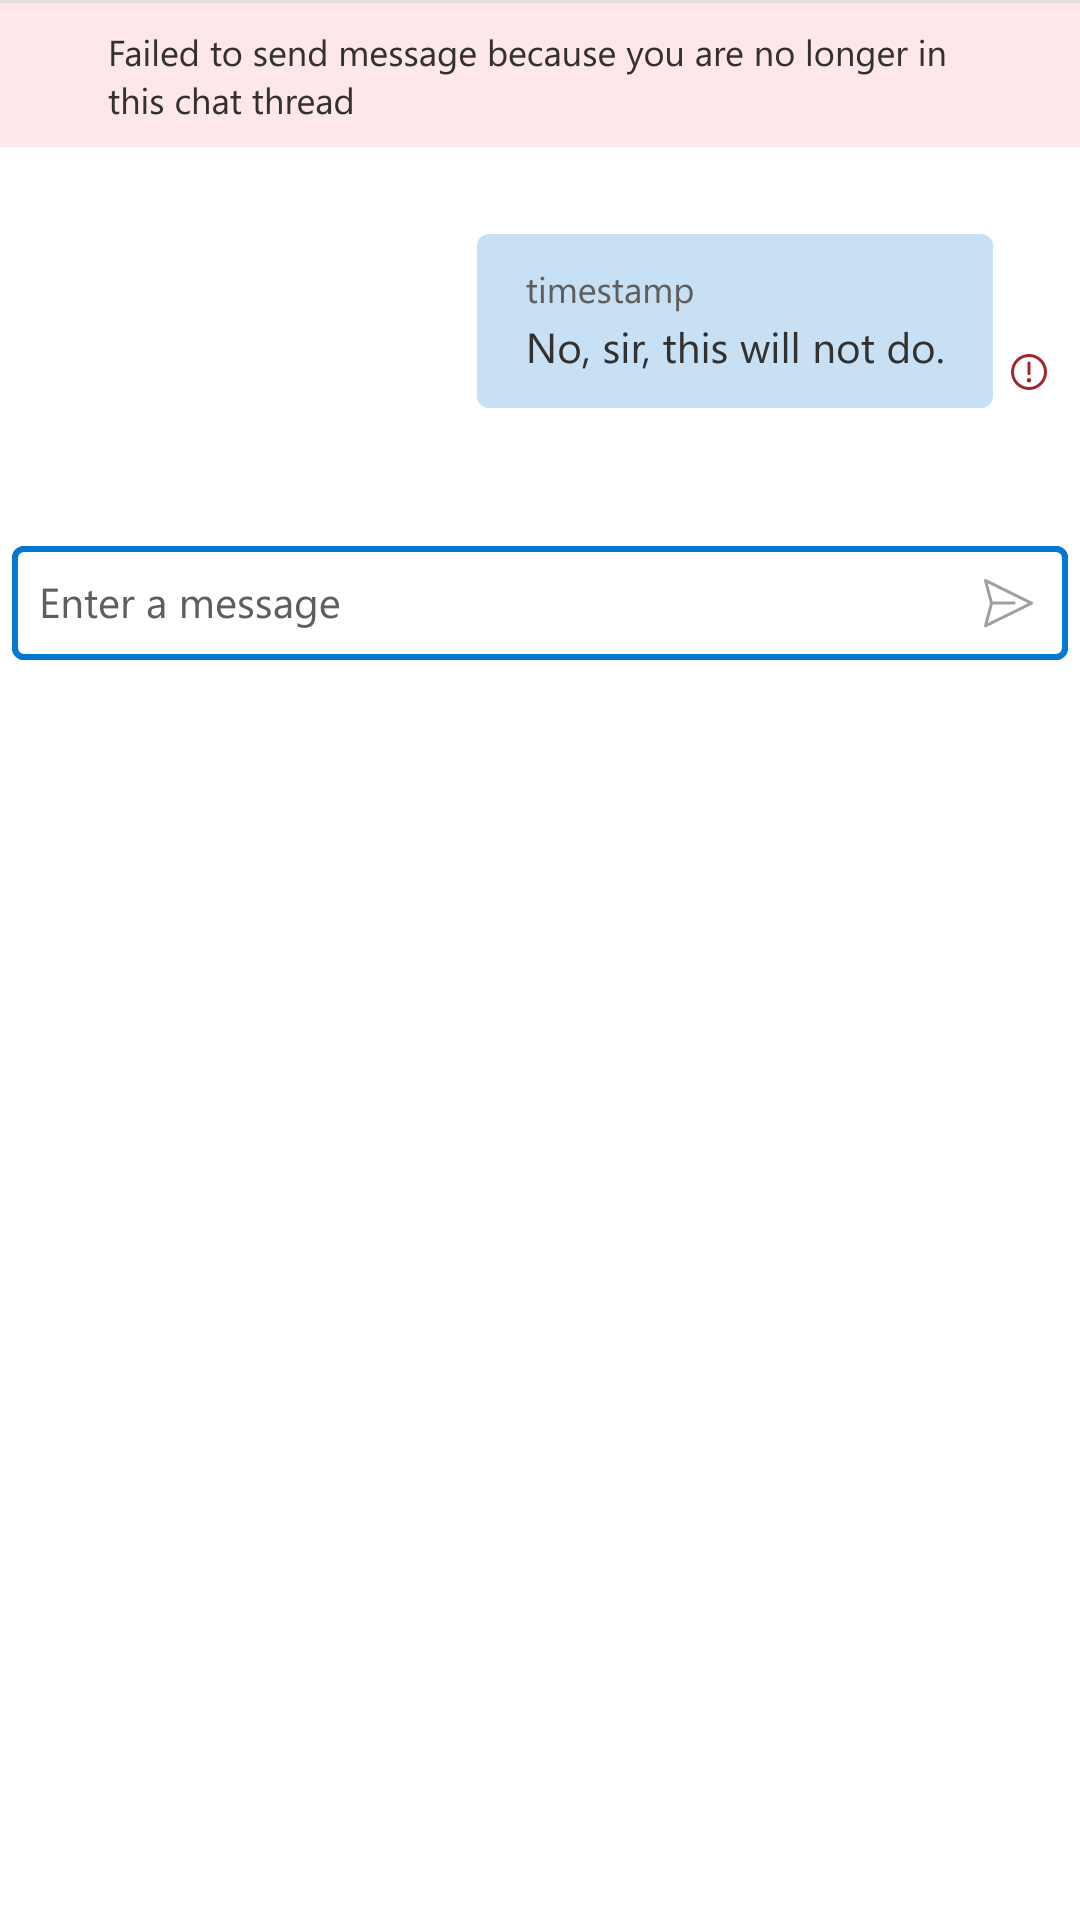 Failed to send message because you are no longer in
this chat thread
timestamp
No, sir, this will not do.
Enter a message